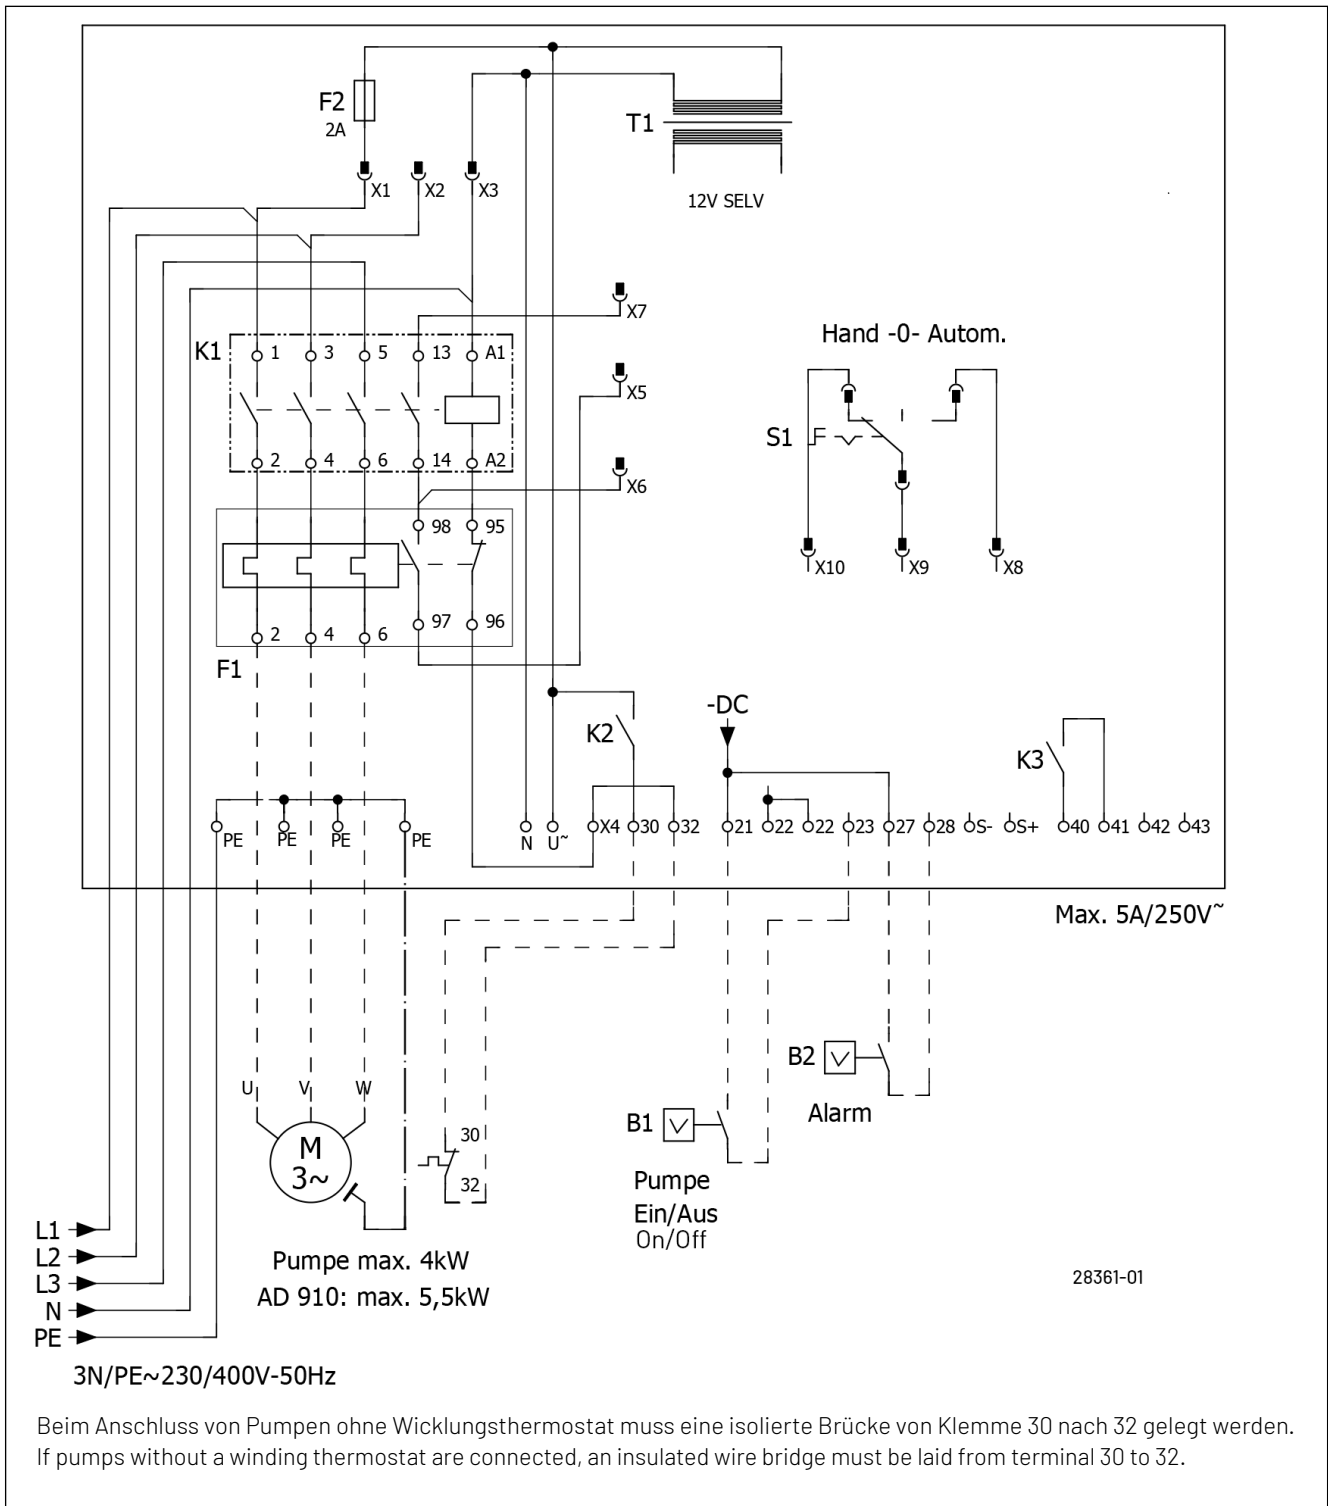 F2
2A
T1
X1
X2
X3
12V SELV
X7
Hand -0- Autom.
K1
1
3
5
13
A1
X5
S1
2
4
6
14
A2
X6
98
95
X10
X9
X8
97
96
2
4
6
F1
-DC
K2
K3
PE
PE
PE
PE
N
U~
X4
30
32
21
22
22
23
27
28
S-
S+
40
41
42
43
Max. 5A/250V~
B2
Alarm
U
V
W
B1
M
3~
30
32
Pumpe
Ein/Aus
On/Off
L1
L2
L3
N
PE
Pumpe max. 4kW
AD 910: max. 5,5kW
28361-01
3N/PE~230/400V-50Hz
Beim Anschluss von Pumpen ohne Wicklungsthermostat muss eine isolierte Brücke von Klemme 30 nach 32 gelegt werden.
If pumps without a winding thermostat are connected, an insulated wire bridge must be laid from terminal 30 to 32.